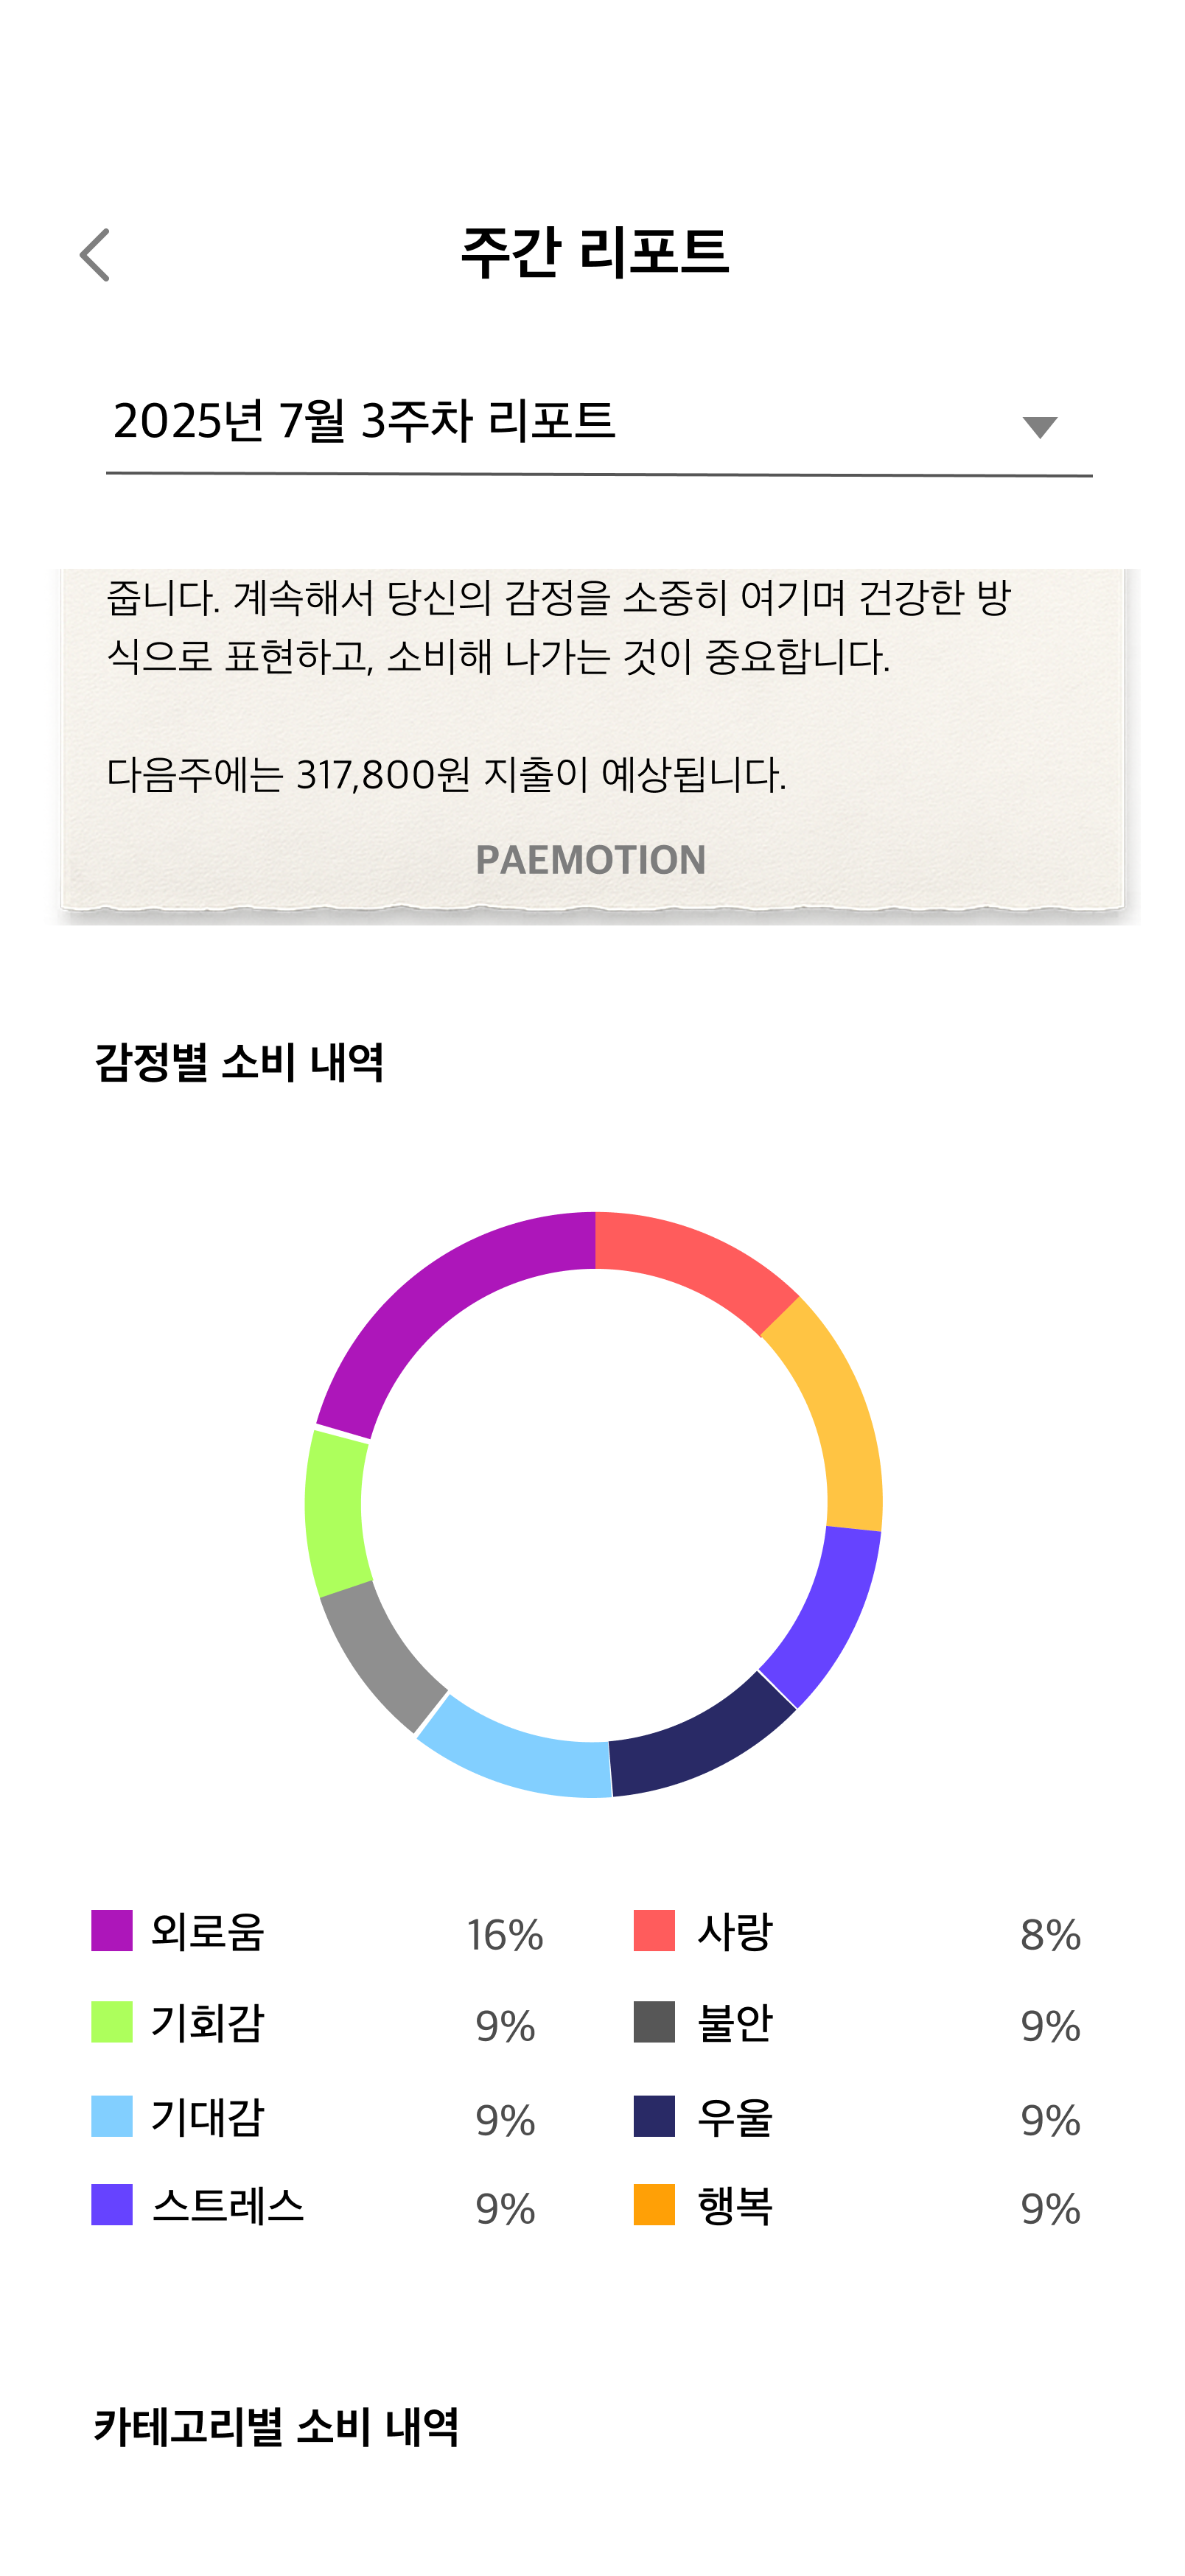 주간 리포트
2025년 7월 3주차 리포트
줍니다. 계속해서 당신의 감정을 소중히 여기며 건강한 방
식으로 표현하고, 소비해 나가는 것이 중요합니다.
다음주에는 317,800원 지출이 예상됩니다.
PAEMOTION
감정별 소비 내역
외로움 16% 사랑 8%
기회감 9% 불안 9%
기대감 9% 우울 9%
스트레스 9% 행복 9%
카테고리별 소비 내역